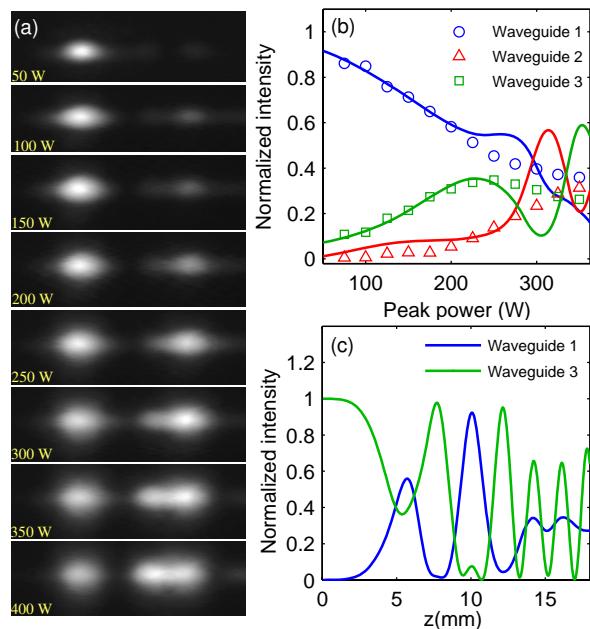 (a)
50 W
100 W
150 W
200 W
250 W
300 W
350 W
400 W
(b)
Waveguide 1
Waveguide 2
Waveguide 3
1
0.8
0.6
0.4
0.2
0
Normalized intensity
100
200
300
Peak power (W)
(c)
Waveguide 1
Waveguide 3
1.2
1
0.8
0.6
0.4
0.2
0
Normalized intensity
0
5
10
15
z(mm)